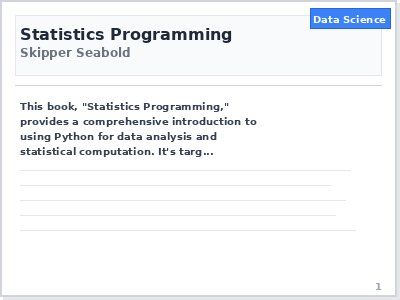 Data Science
Statistics Programming
Skipper Seabold
This book, "Statistics Programming,"
provides a comprehensive introduction to
using Python for data analysis and
statistical computation. It's targ...
1